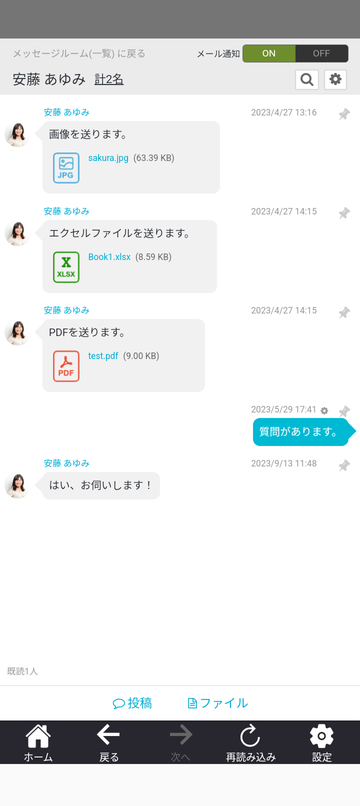 メッセージルーム(一覧) に戻る
メール通知 ON OFF
安藤 あゆみ 計2名
安藤 あゆみ 2023/4/27 13:16
画像を送ります。
sakura.jpg (63.39 KB)
JPG
安藤 あゆみ 2023/4/27 14:15
エクセルファイルを送ります。
Book1.xlsx (8.59 KB)
X
XLSX
安藤 あゆみ 2023/4/27 14:15
PDFを送ります。
test.pdf (9.00 KB)
PDF
2023/5/29 17:41
質問があります。
安藤 あゆみ 2023/9/13 11:48
はい、お伺いします！
既読1人
投稿 ファイル
ホーム 戻る 次へ 再読み込み 設定